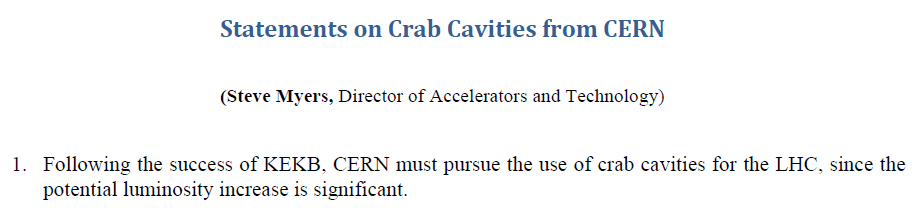 Statements on Crab Cavities from CERN
(Steve Myers, Director of Accelerators and Technology)
1. Following the success of KEKB, CERN must pursue the use of crab cavities for the LHC, since the
potential luminosity increase is significant.